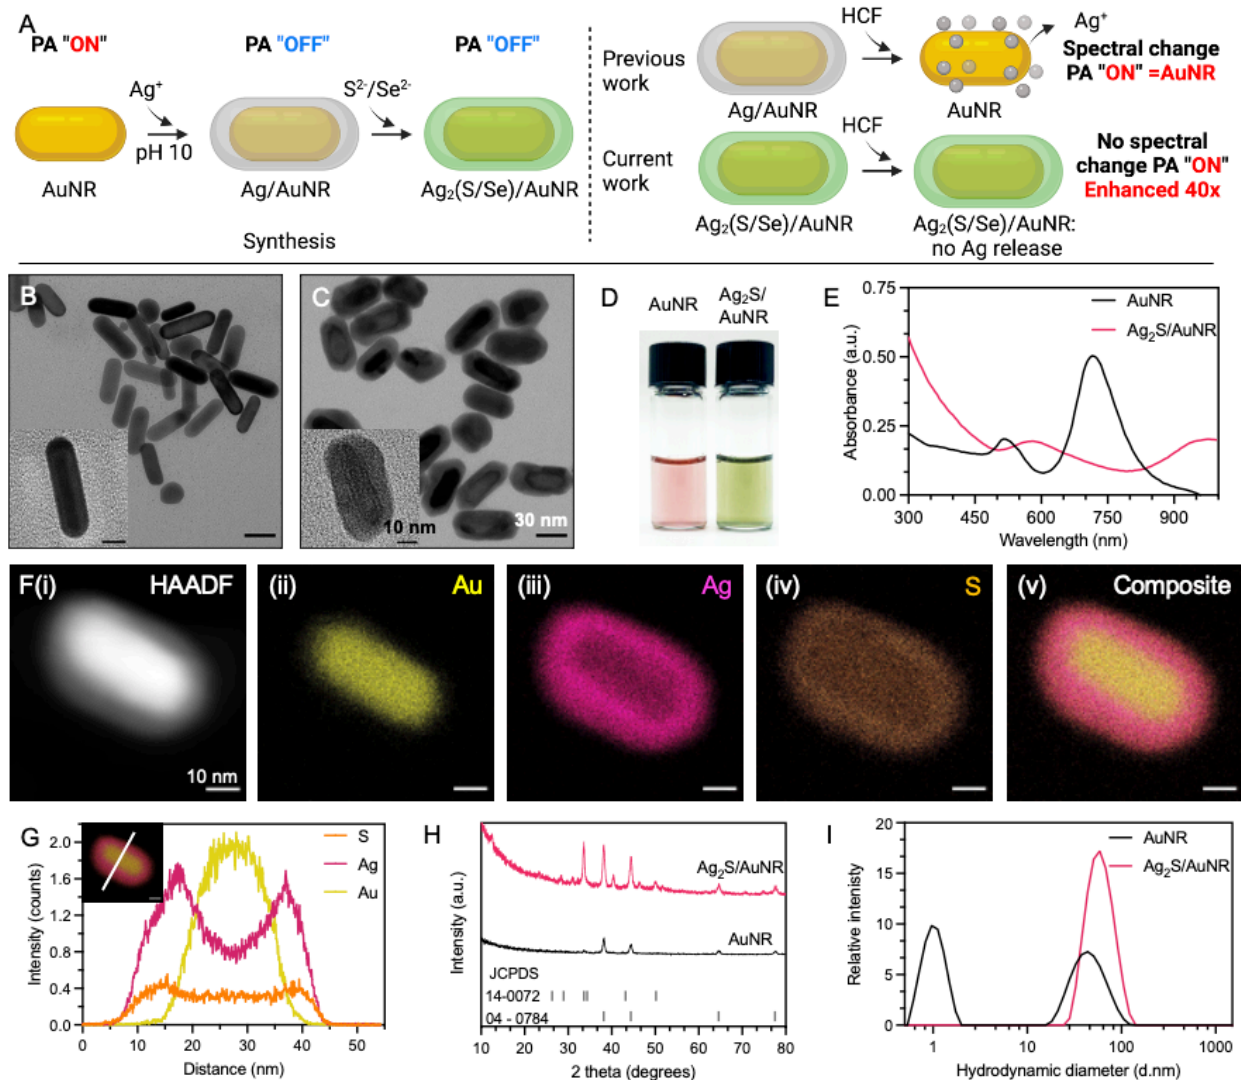 A
PA "ON"
PA "OFF"
PA "OFF"
Ag⁺
pH 10
S²⁻/Se²⁻
AuNR
Ag/AuNR
Ag₂(S/Se)/AuNR
Synthesis
Previous
work
HCF
Ag/AuNR
AuNR
Ag⁺
Spectral change
PA "ON" =AuNR
Current
work
HCF
Ag₂(S/Se)/AuNR
Ag₂(S/Se)/AuNR:
no Ag release
No spectral
change PA "ON"
Enhanced 40x
B
C
10 nm
30 nm
D
AuNR
Ag₂S/
AuNR
E
AuNR
Ag₂S/AuNR
0.75
0.50
0.25
0.00
Absorbance (a.u.)
300 450 600 750 900
Wavelength (nm)
F(i)
HAADF
10 nm
(ii)
Au
(iii)
Ag
(iv)
S
(v)
Composite
G
S
Ag
Au
2.0
1.6
1.2
0.8
0.4
0.0
Intensity (counts)
0 10 20 30 40 50
Distance (nm)
H
Ag₂S/AuNR
AuNR
JCPDS
14-0072
04 - 0784
Intensity (a.u.)
10 20 30 40 50 60 70 80
2 theta (degrees)
I
AuNR
Ag₂S/AuNR
20
15
10
5
0
Relative intenisty
1 10 100 1000
Hydrodynamic diameter (d.nm)